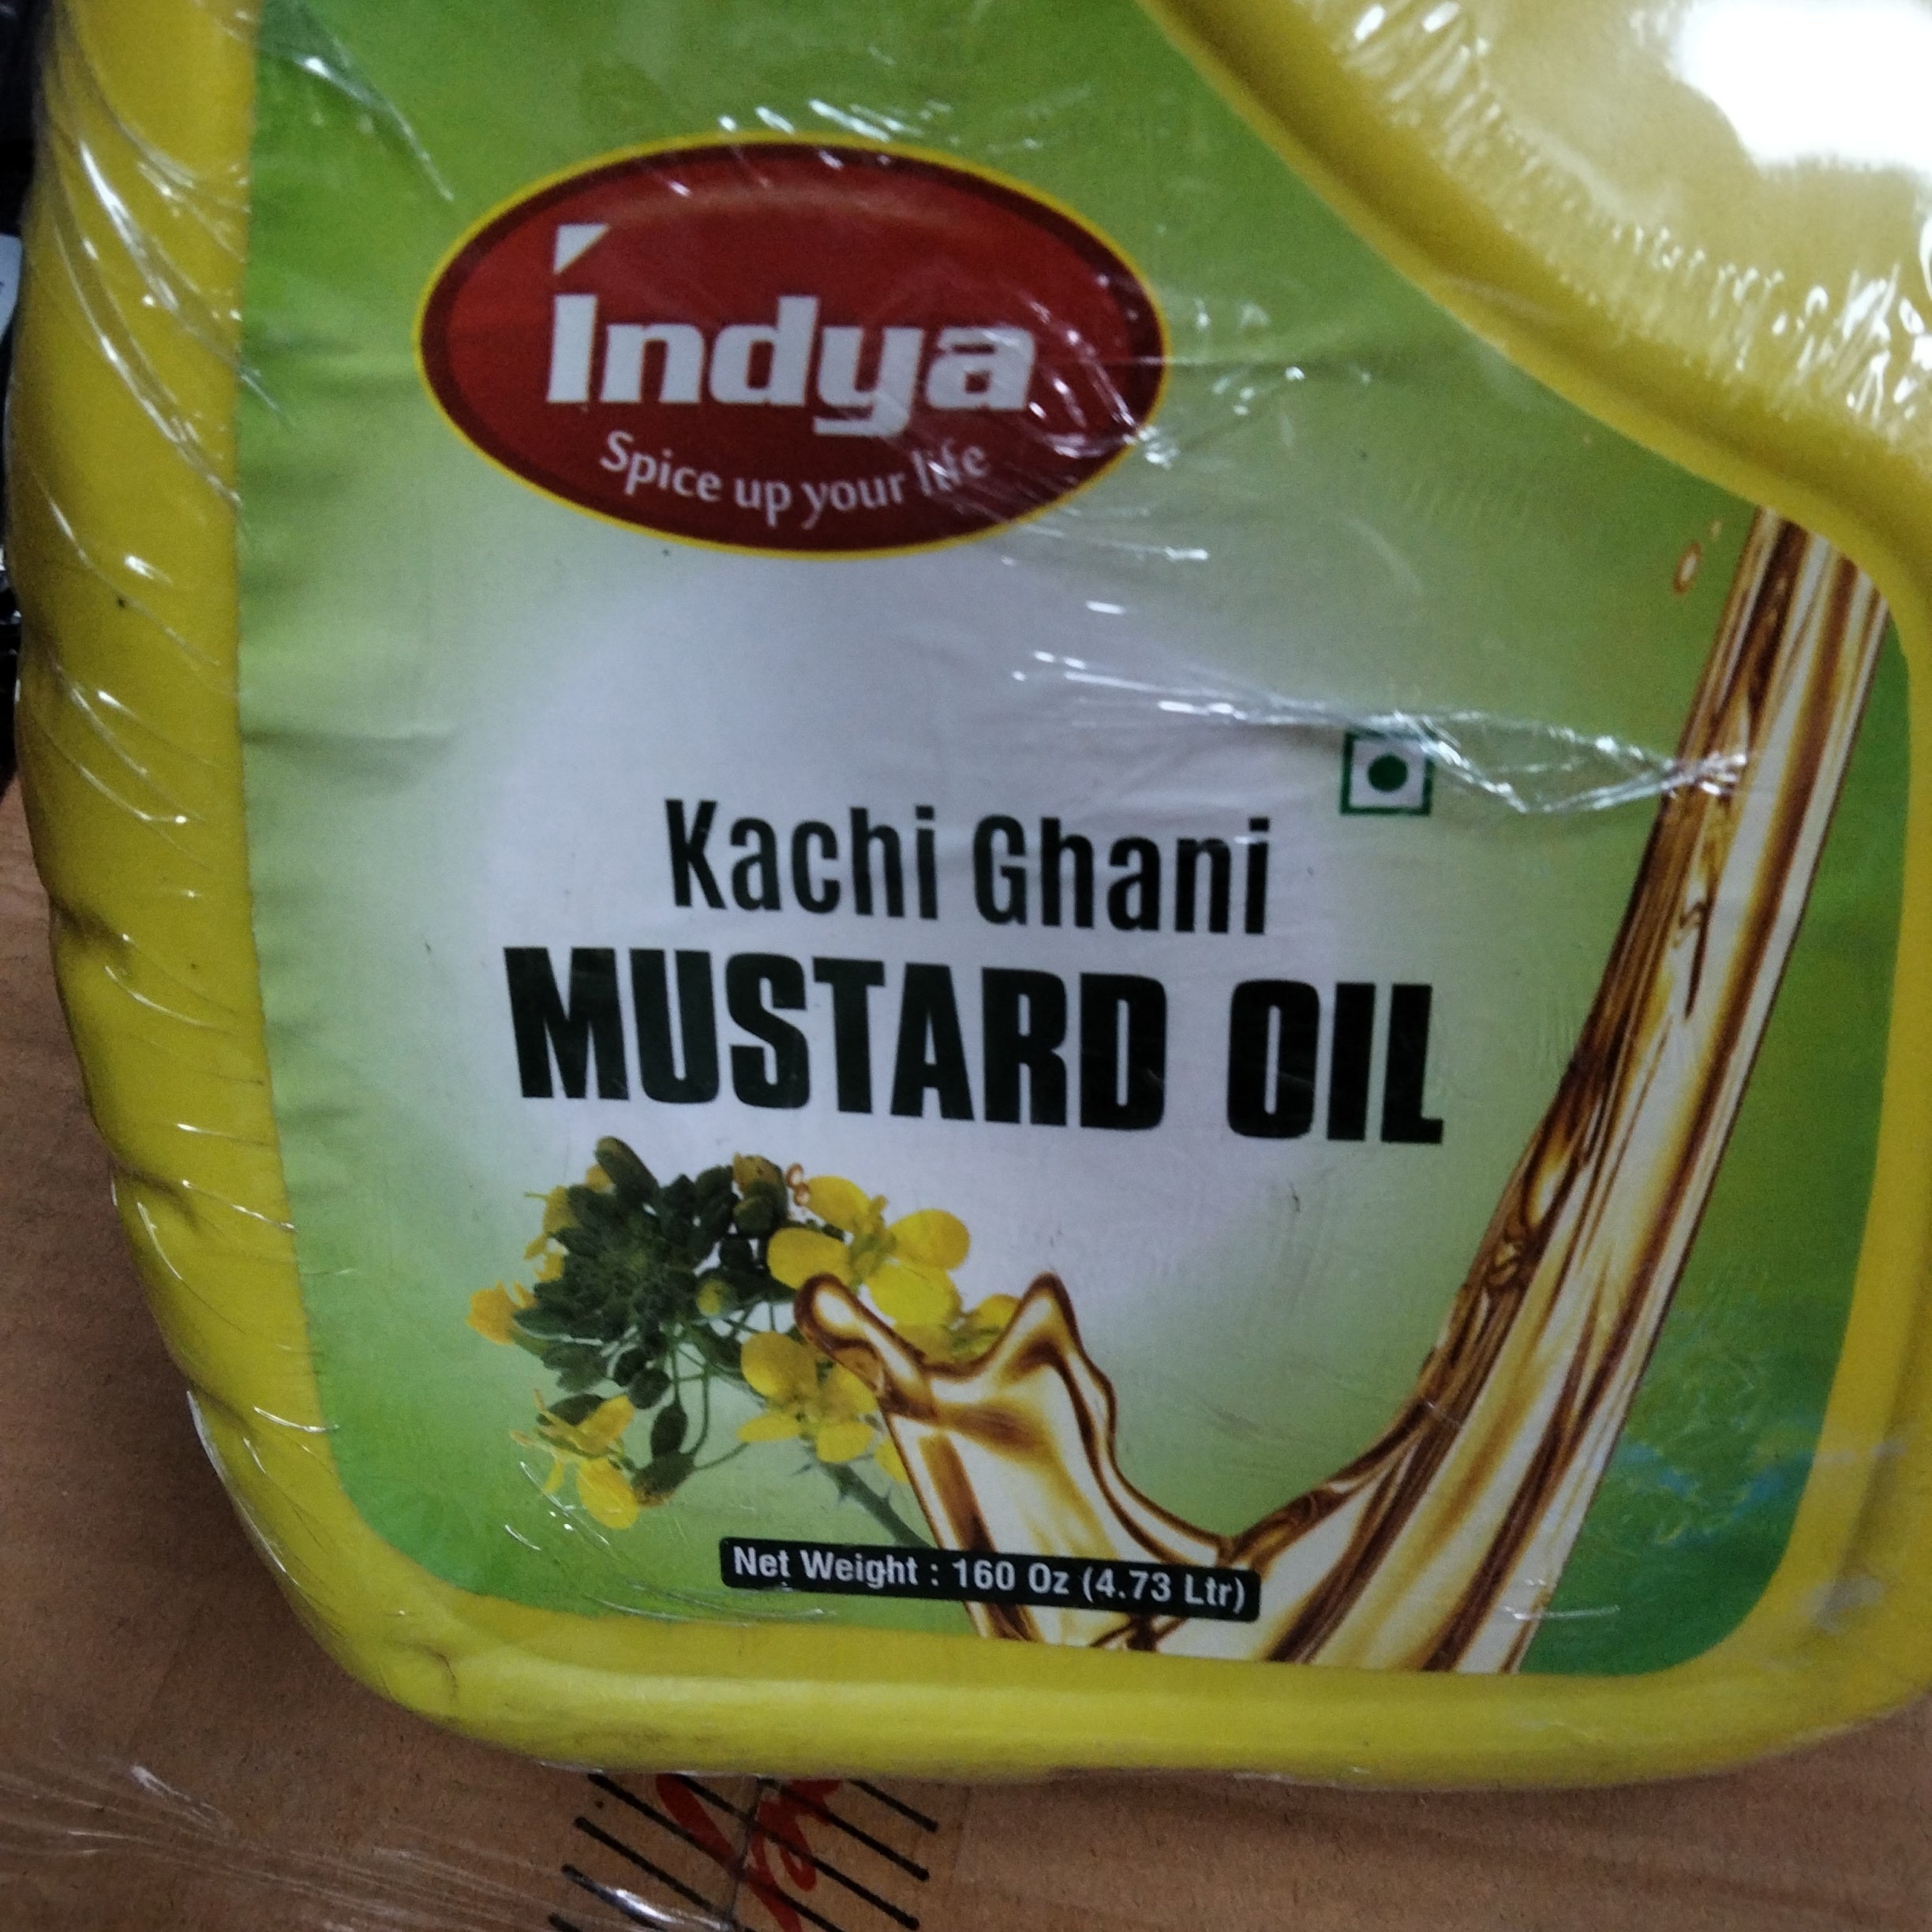 indya
Spice up your life
Kachi Ghani
MUSTARD OIL
Net Weight : 160 Oz (4.73 Ltr)